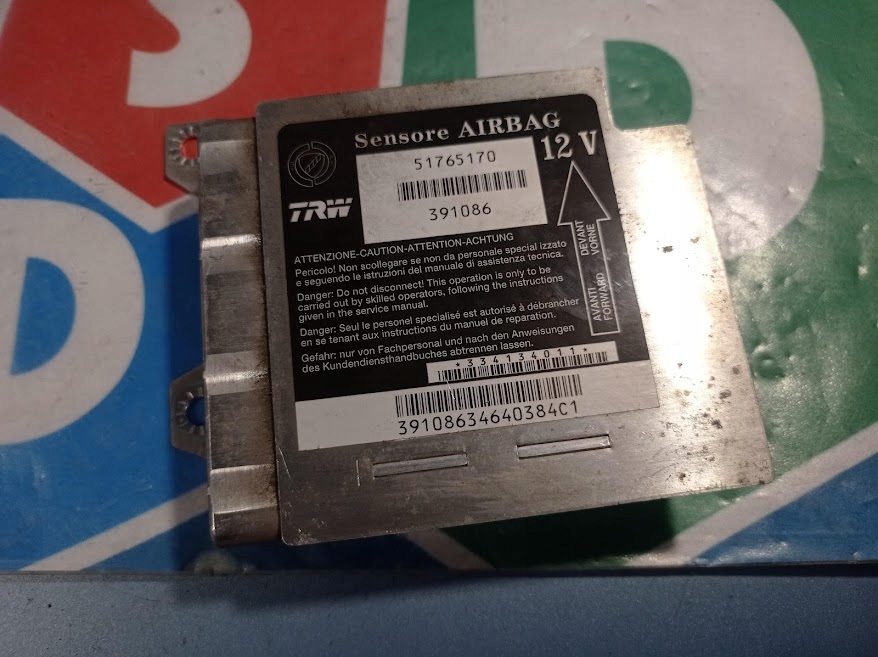 S
D
D
Sensore AIRBAG
12 V
51765170
391086
TRW
ATTENZIONE-CAUTION-ATTENTION-ACHTUNG
Pericolo! Non scollegare se non da personale special izzato
e seguendo le istruzioni del manuale di assistenza tecnica.
Danger: Do not disconnect! This operation is only to be
carried out by skilled operators, following the instructions
given in the service manual.
Danger: Seul le personel specialisé est autorisé à débrancher
en se tenant aux instructions du manuel de reparation.
Gefahr: nur von Fachpersonal und nach den Anweisungen
des Kundendiensthandbuches abtrennen lassen.
AVANTI
FORWARD
DEVANT
VORNE
*334134011*
39108634640384C1